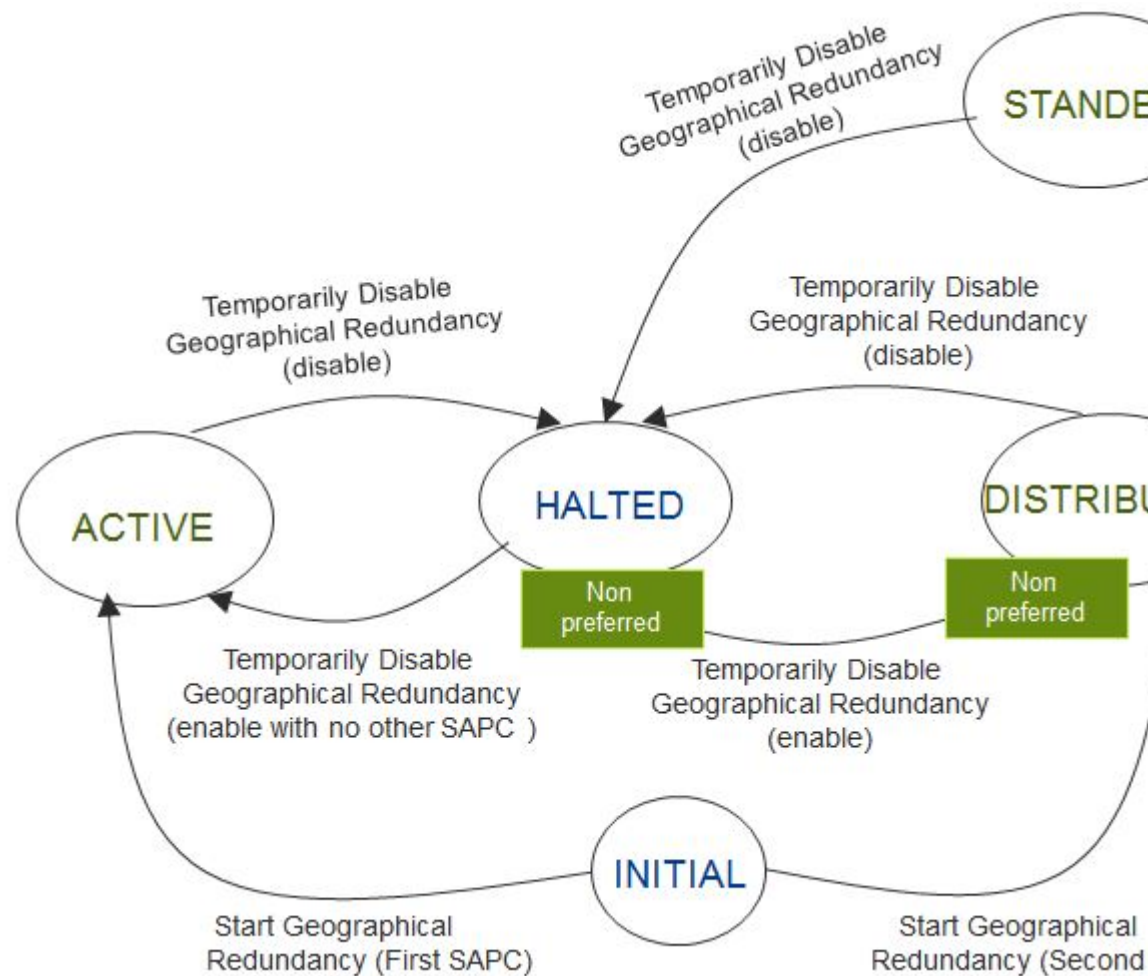 Temporarily Disable
Geographical Redundancy
(disable)
Temporarily Disable
Geographical Redundancy
(disable)
Temporarily Disable
Geographical Redundancy
(disable)
ACTIVE
HALTED
Non
preferred
Non
preferred
Temporarily Disable
Geographical Redundancy
(enable with no other SAPC )
Temporarily Disable
Geographical Redundancy
(enable)
INITIAL
Start Geographical
Redundancy (First SAPC)
Start Geographical
Redundancy (Second